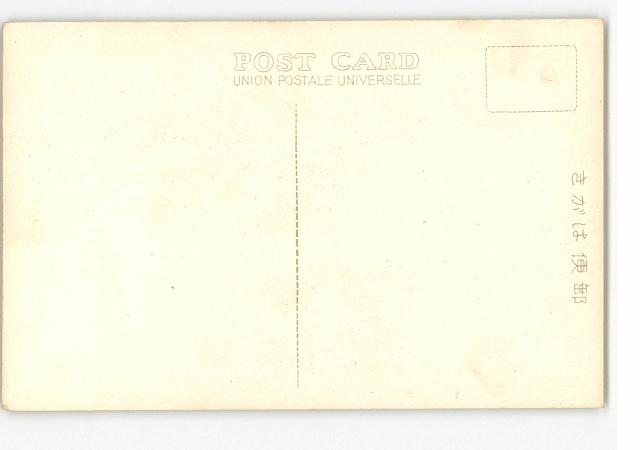 POST CARD
UNION POSTALE UNIVERSELLE
郵便はがき